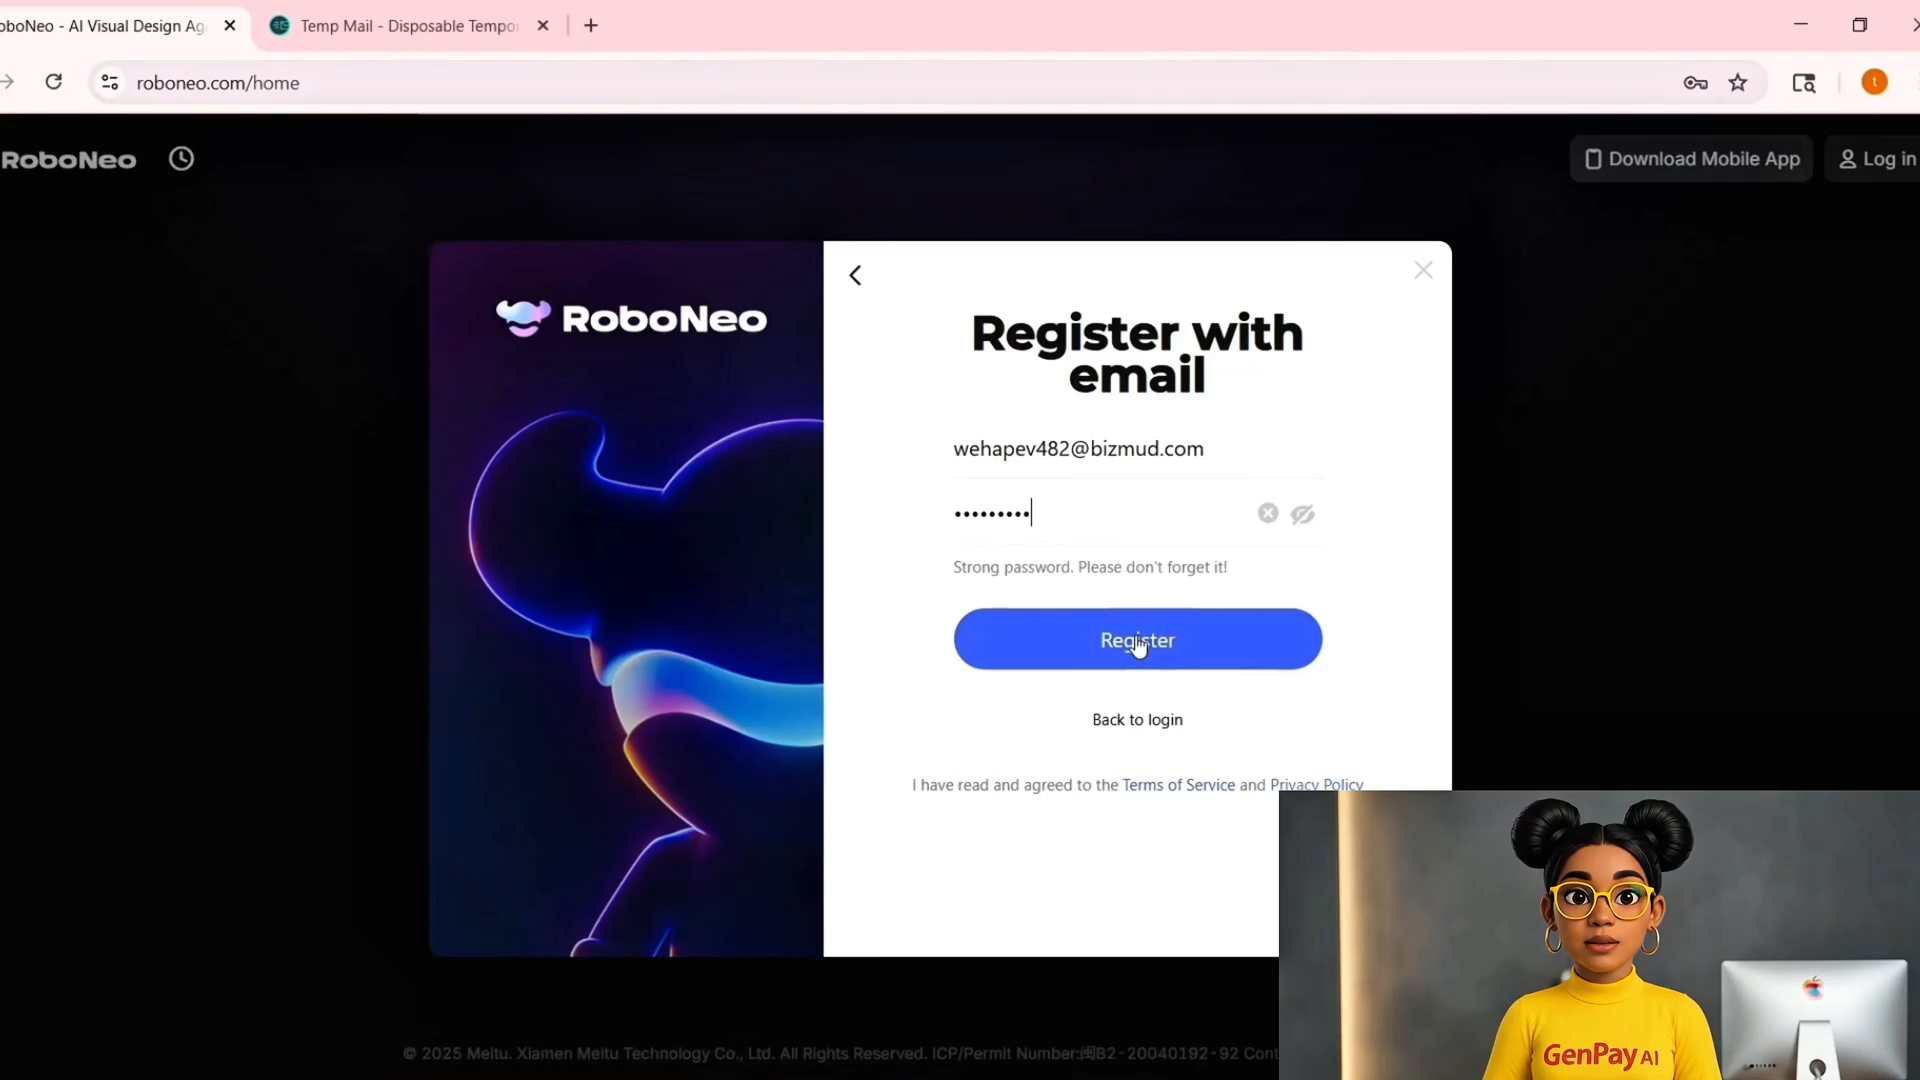 oboNeo - AI Visual Design Ag
Temp Mail - Disposable Tempo
roboneo.com/home
t
RoboNeo
Download Mobile App
Log in
RoboNeo
Register with
email
wehapev482@bizmud.com
Strong password. Please don't forget it!
Register
Back to login
I have read and agreed to the Terms of Service and Privacy Policy
© 2025 Meitu. Xiamen Meitu Technology Co., Ltd. All Rights Reserved. ICP/Permit Number:闽B2-20040192-92 Cont
GenPay AI